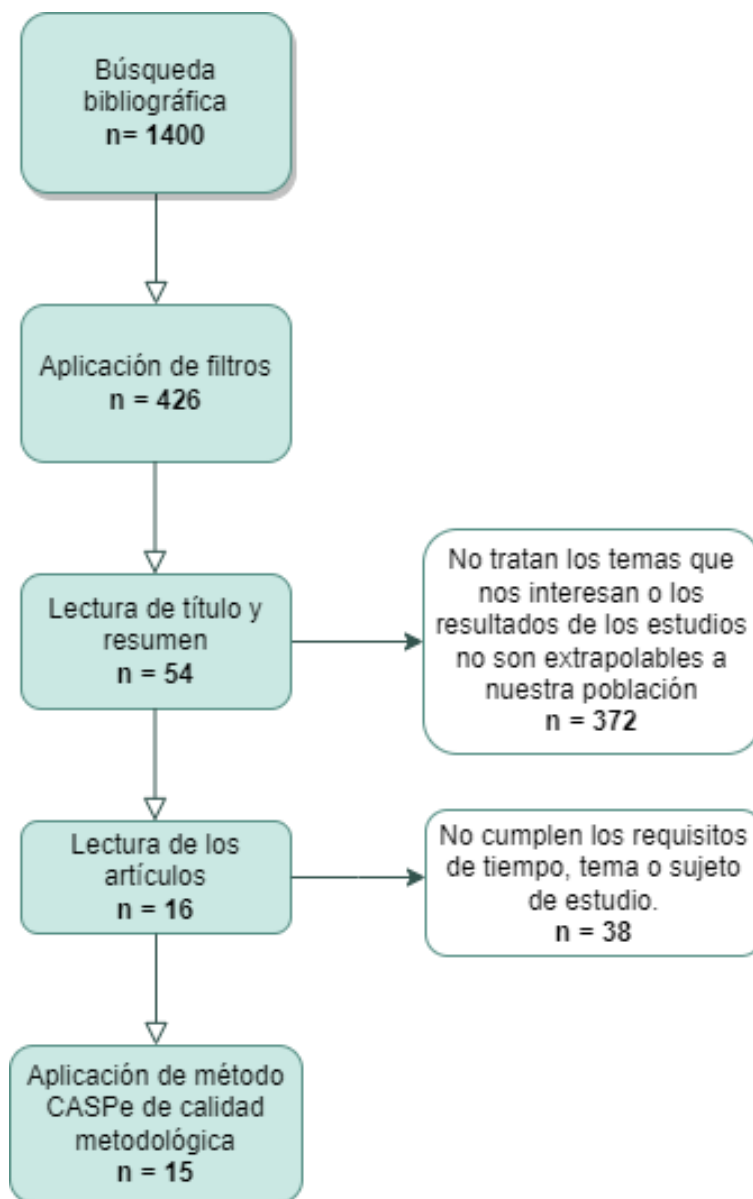 Búsqueda
bibliográfica
n= 1400
Aplicación de filtros
n = 426
Lectura de título y
resumen
n = 54
No tratan los temas que
nos interesan o los
resultados de los estudios
no son extrapolables a
nuestra población
n = 372
Lectura de los
artículos
n = 16
No cumplen los requisitos
de tiempo, tema o sujeto
de estudio.
n = 38
Aplicación de método
CASPe de calidad
metodológica
n = 15